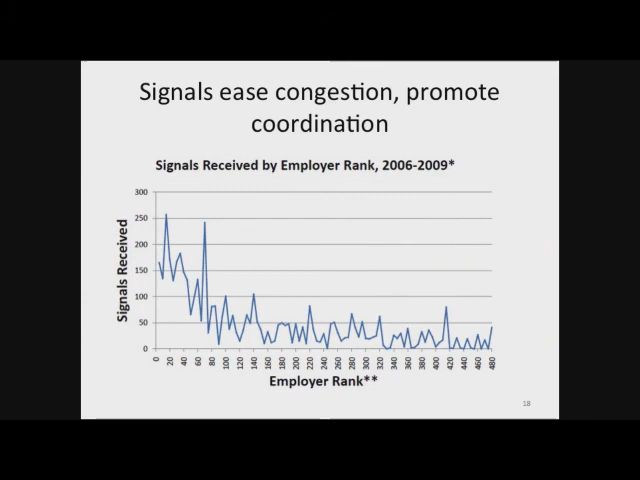 Signals ease congestion, promote
coordination
Signals Received by Employer Rank, 2006-2009*
300
250
200
150
100
50
0
Signals Received
0 20 40 60 80 100 120 140 160 180 200 220 240 260 280 300 320 340 360 380 400 420 440 460 480
Employer Rank**
18